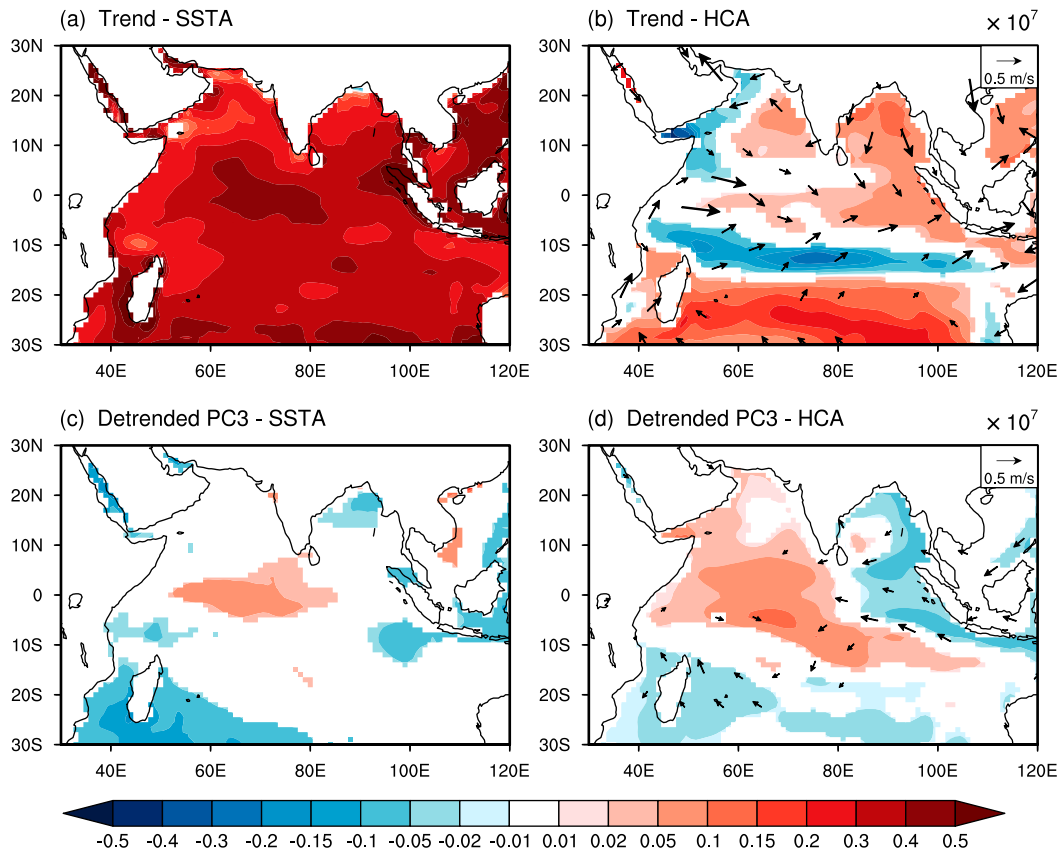 (a) Trend - SSTA
(b) Trend - HCA
× 10⁷
30N
20N
10N
0
10S
20S
30S
40E 60E 80E 100E 120E
30N
20N
10N
0
10S
20S
30S
0.5 m/s
40E 60E 80E 100E 120E
(c) Detrended PC3 - SSTA
(d) Detrended PC3 - HCA
× 10⁷
30N
20N
10N
0
10S
20S
30S
40E 60E 80E 100E 120E
30N
20N
10N
0
10S
20S
30S
0.5 m/s
40E 60E 80E 100E 120E
-0.5 -0.4 -0.3 -0.2 -0.15 -0.1 -0.05 -0.02 -0.01 0.01 0.02 0.05 0.1 0.15 0.2 0.3 0.4 0.5